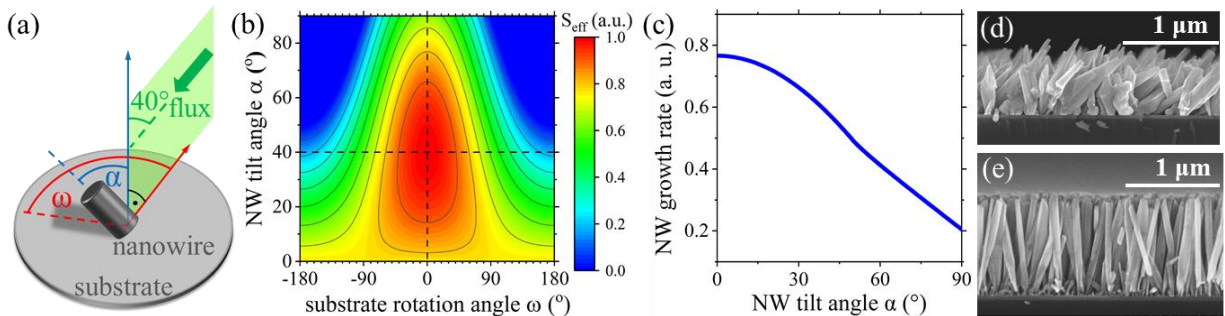 (a)
40°
flux
ω
α
nanowire
substrate
(b)
S_eff (a.u.)
NW tilt angle α (°)
80
60
40
20
0
-180 -90 0 90 180
substrate rotation angle ω (°)
1.0
0.8
0.6
0.4
0.2
0.0
(c)
NW growth rate (a. u.)
0.8
0.6
0.4
0.2
0 30 60 90
NW tilt angle α (°)
(d)
1 µm
(e)
1 µm